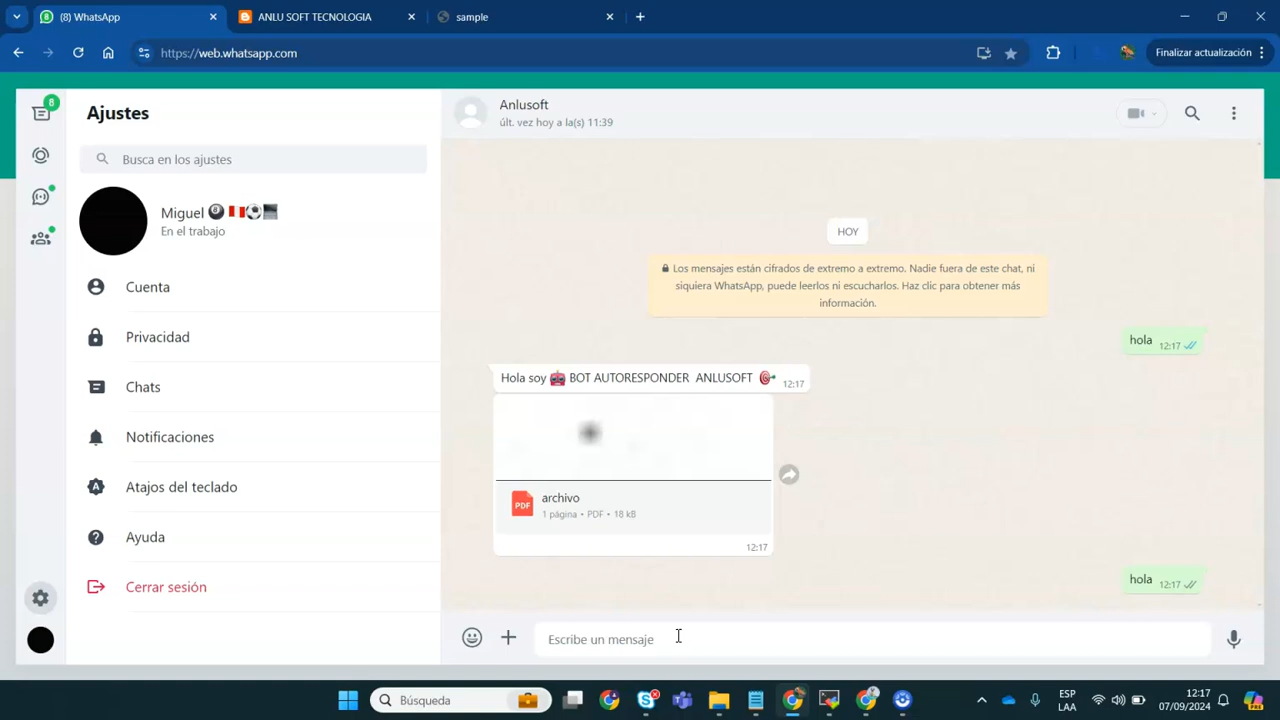 (8) WhatsApp
ANLU SOFT TECNOLOGIA
sample
https://web.whatsapp.com
Finalizar actualización
8
Ajustes
Busca en los ajustes
Miguel 🎱🇵🇪⚽
En el trabajo
Cuenta
Privacidad
Chats
Notificaciones
Atajos del teclado
Ayuda
Cerrar sesión
Anlusoft
últ. vez hoy a la(s) 11:39
HOY
Los mensajes están cifrados de extremo a extremo. Nadie fuera de este chat, ni
siquiera WhatsApp, puede leerlos ni escucharlos. Haz clic para obtener más
información.
hola 12:17
Hola soy 🤖 BOT AUTORESPONDER ANLUSOFT 🎯 12:17
PDF
archivo
1 página • PDF • 18 kB
12:17
hola 12:17
Escribe un mensaje
Búsqueda
ESP
LAA
12:17
07/09/2024